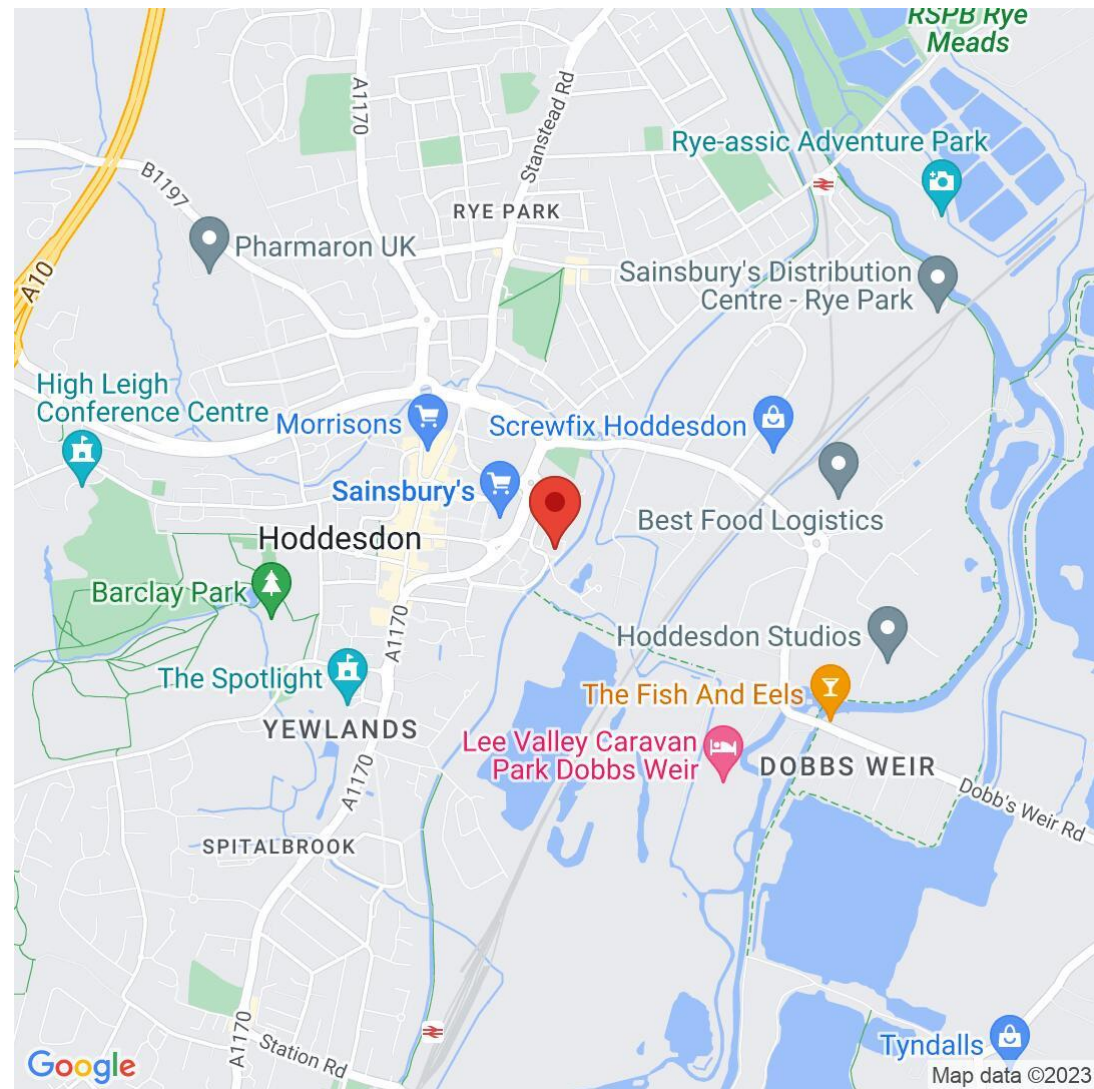 RSPB Rye
Meads
A1170
Stanstead Rd
Rye-assic Adventure Park
B1197
RYE PARK
Pharmaron UK
A10
Sainsbury's Distribution
Centre - Rye Park
High Leigh
Conference Centre
Morrisons
Screwfix Hoddesdon
Sainsbury's
Best Food Logistics
Hoddesdon
Barclay Park
A1170
Hoddesdon Studios
The Spotlight
The Fish And Eels
YEWLANDS
Lee Valley Caravan
Park Dobbs Weir
DOBBS WEIR
A1170
Dobb's Weir Rd
SPITALBROOK
A1170
Station Rd
Tyndalls
Google
Map data ©2023